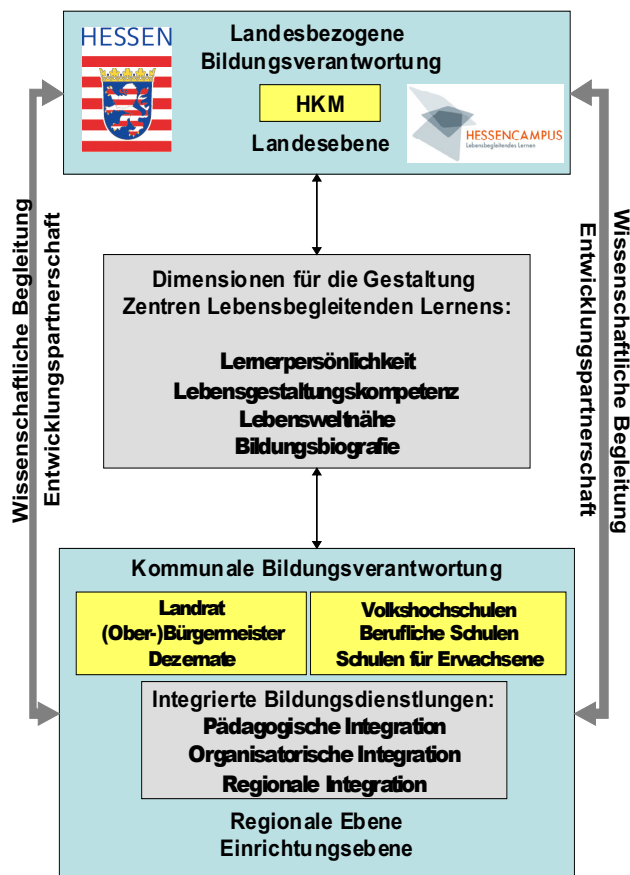 HESSEN
Landesbezogene
Bildungsverantwortung
HKM
Landesebene
HESSENCAMPUS
Lebensbegleitendes Lernen
Wissenschaftliche Begleitung
Entwicklungspartnerschaft
Dimensionen für die Gestaltung
Zentren Lebensbegleitenden Lernens:
Lernerpersönlichkeit
Lebensgestaltungskompetenz
Lebensweltnähe
Bildungsbiografie
Wissenschaftliche Begleitung
Entwicklungspartnerschaft
Kommunale Bildungsverantwortung
Landrat
(Ober-)Bürgermeister
Dezernate
Volkshochschulen
Berufliche Schulen
Schulen für Erwachsene
Integrierte Bildungsdienstlungen:
Pädagogische Integration
Organisatorische Integration
Regionale Integration
Regionale Ebene
Einrichtungsebene